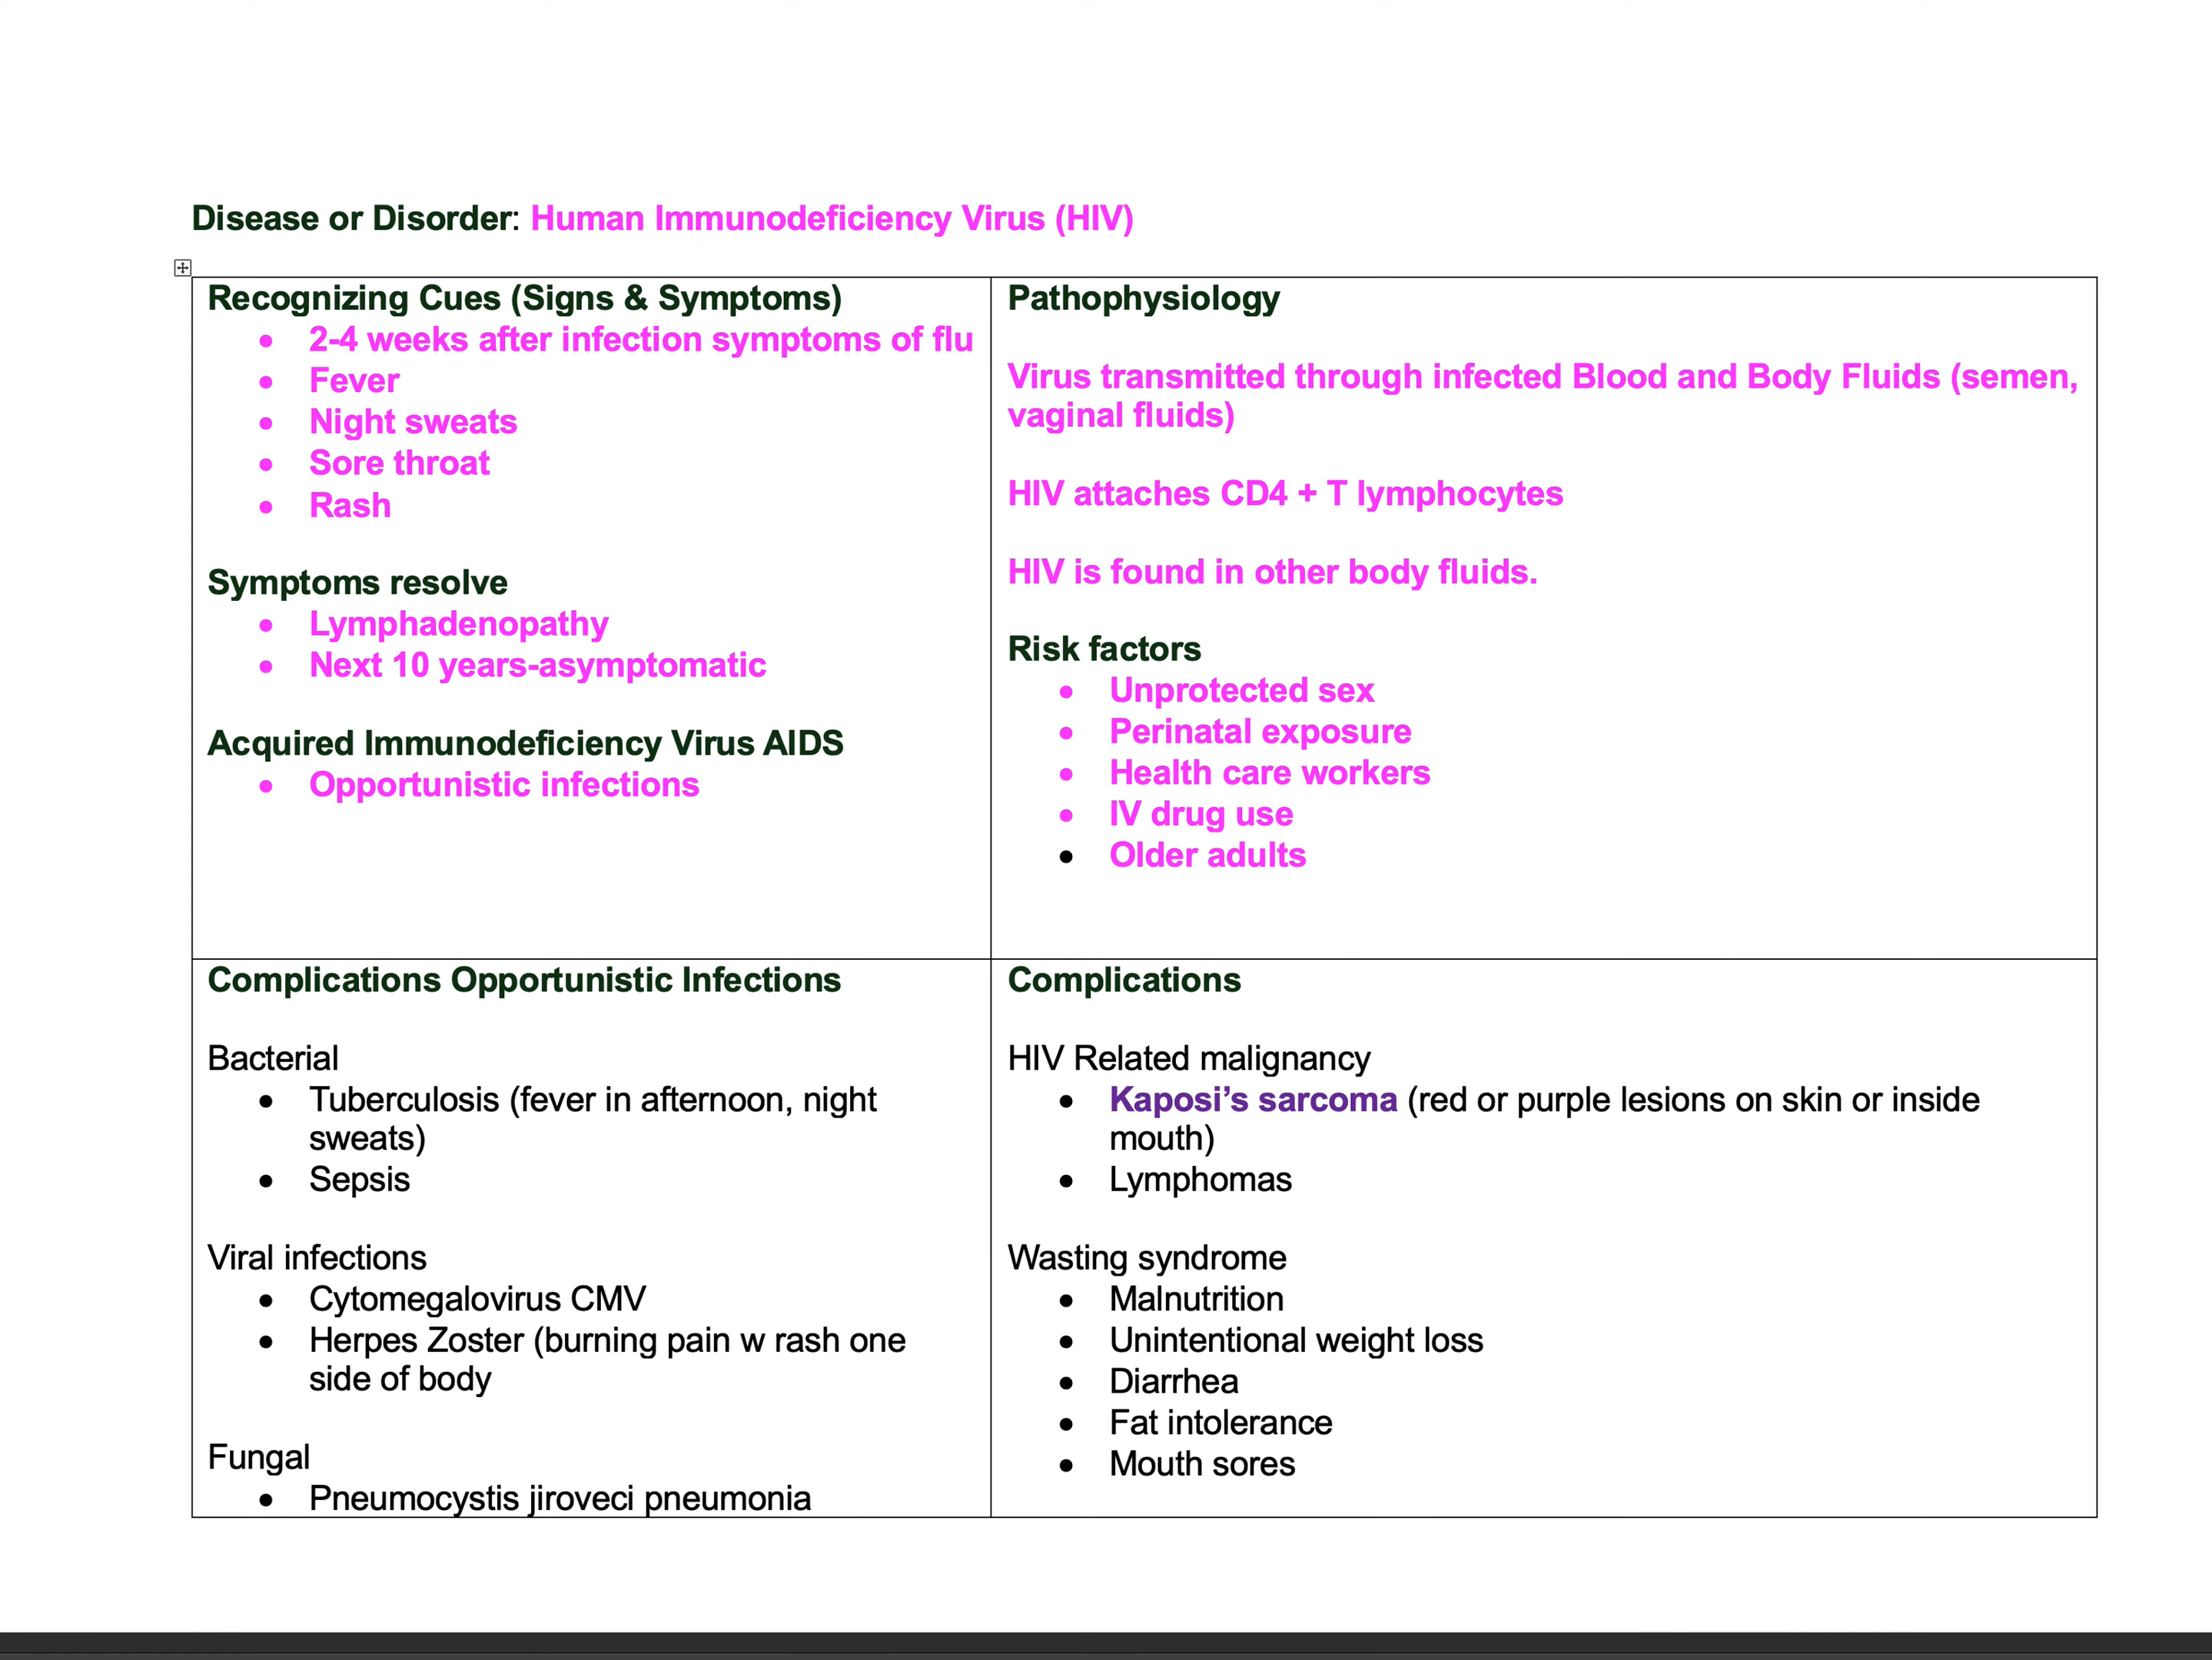 Disease or Disorder: Human Immunodeficiency Virus (HIV)
Recognizing Cues (Signs & Symptoms)
• 2-4 weeks after infection symptoms of flu
• Fever
• Night sweats
• Sore throat
• Rash
Symptoms resolve
• Lymphadenopathy
• Next 10 years-asymptomatic
Acquired Immunodeficiency Virus AIDS
• Opportunistic infections
Pathophysiology
Virus transmitted through infected Blood and Body Fluids (semen,
vaginal fluids)
HIV attaches CD4 + T lymphocytes
HIV is found in other body fluids.
Risk factors
• Unprotected sex
• Perinatal exposure
• Health care workers
• IV drug use
• Older adults
Complications Opportunistic Infections
Bacterial
• Tuberculosis (fever in afternoon, night
sweats)
• Sepsis
Viral infections
• Cytomegalovirus CMV
• Herpes Zoster (burning pain w rash one
side of body
Fungal
• Pneumocystis jiroveci pneumonia
Complications
HIV Related malignancy
• Kaposi’s sarcoma (red or purple lesions on skin or inside
mouth)
• Lymphomas
Wasting syndrome
• Malnutrition
• Unintentional weight loss
• Diarrhea
• Fat intolerance
• Mouth sores